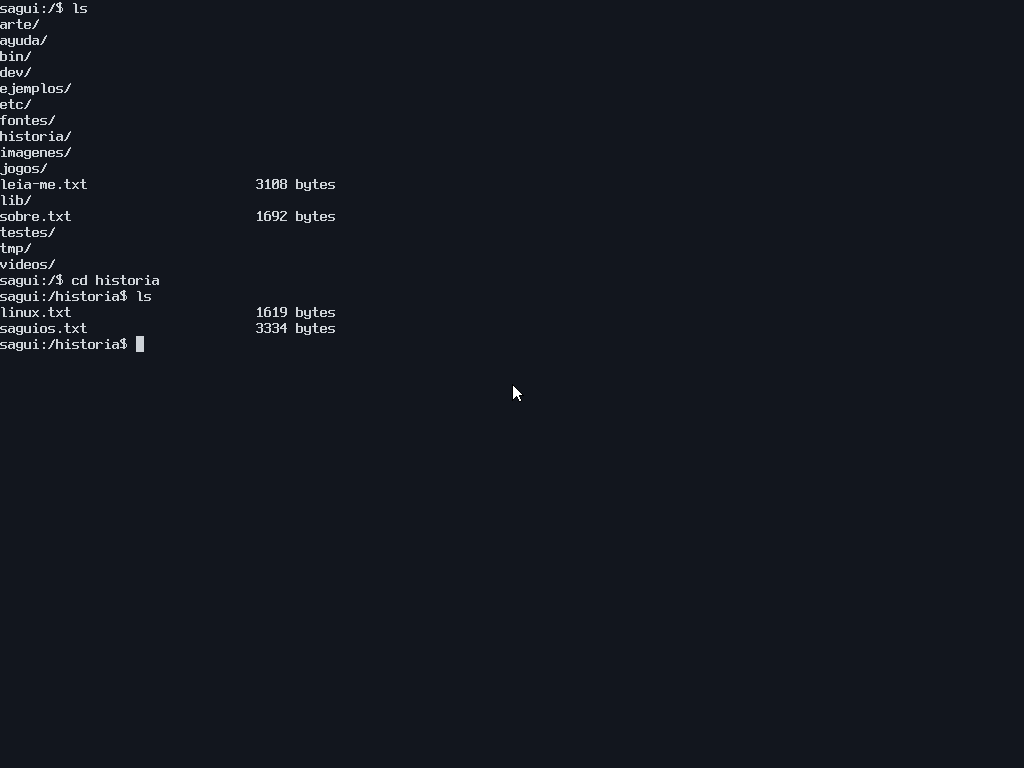 sagui:/$ ls
arte/
ayuda/
bin/
dev/
ejemplos/
etc/
fontes/
historia/
imagenes/
jogos/
leia-me.txt 3108 bytes
lib/
sobre.txt 1692 bytes
testes/
tmp/
videos/
sagui:/$ cd historia
sagui:/historia$ ls
linux.txt 1619 bytes
saguios.txt 3334 bytes
sagui:/historia$